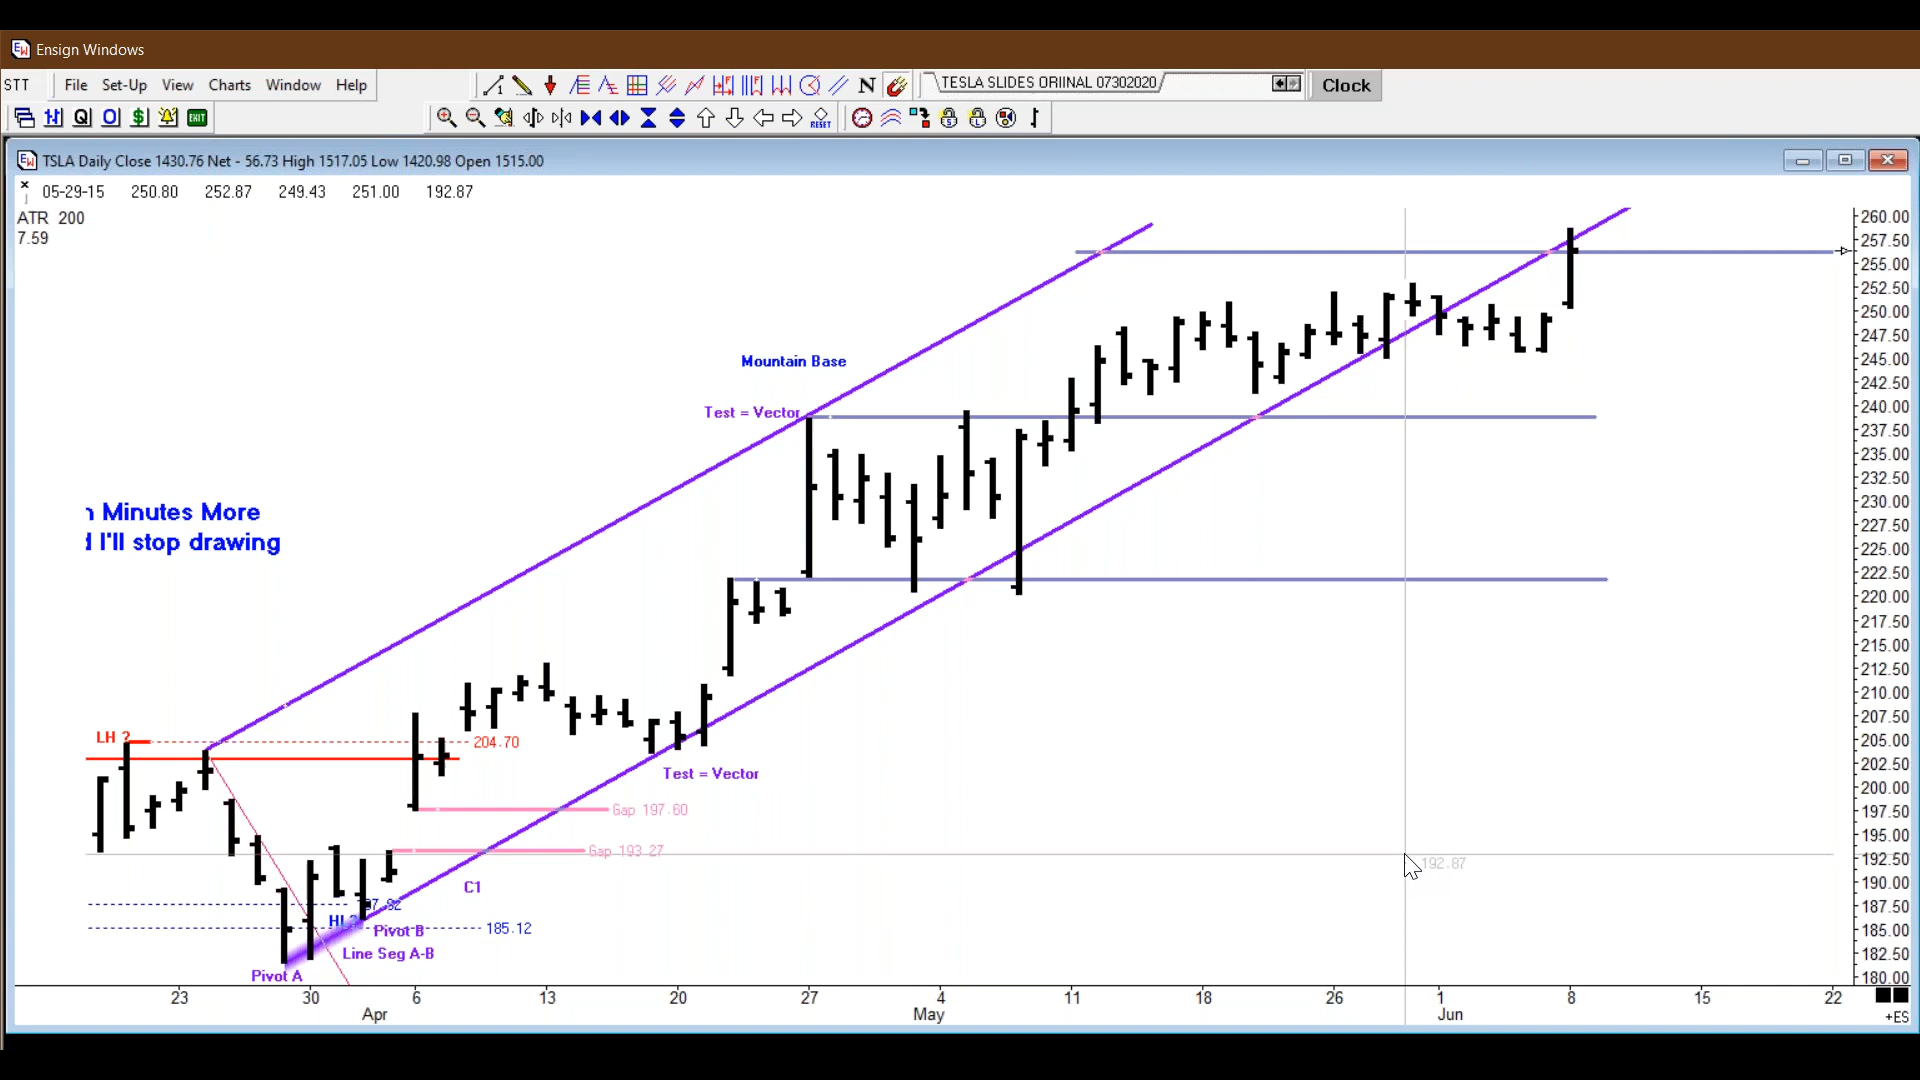 Ensign Windows
STT File Set-Up View Charts Window Help
N TESLA SLIDES ORIINAL 07302020 Clock
Q O $ EXIT RESET
TSLA Daily Close 1430.76 Net - 56.73 High 1517.05 Low 1420.98 Open 1515.00
05-29-15 250.80 252.87 249.43 251.00 192.87
ATR 200
7.59
Mountain Base
Test = Vector
Minutes More
I'll stop drawing
LH ?
204.70
Test = Vector
Gap 197.60
Gap 193.27
192.87
C1
HL?
185.12
Pivot B
Line Seg A-B
Pivot A
260.00
257.50
255.00
252.50
250.00
247.50
245.00
242.50
240.00
237.50
235.00
232.50
230.00
227.50
225.00
222.50
220.00
217.50
215.00
212.50
210.00
207.50
205.00
202.50
200.00
197.50
195.00
192.50
190.00
187.50
185.00
182.50
180.00
23 30 6 13 20 27 4 11 18 26 1 8 15 22
Apr May Jun
+ES